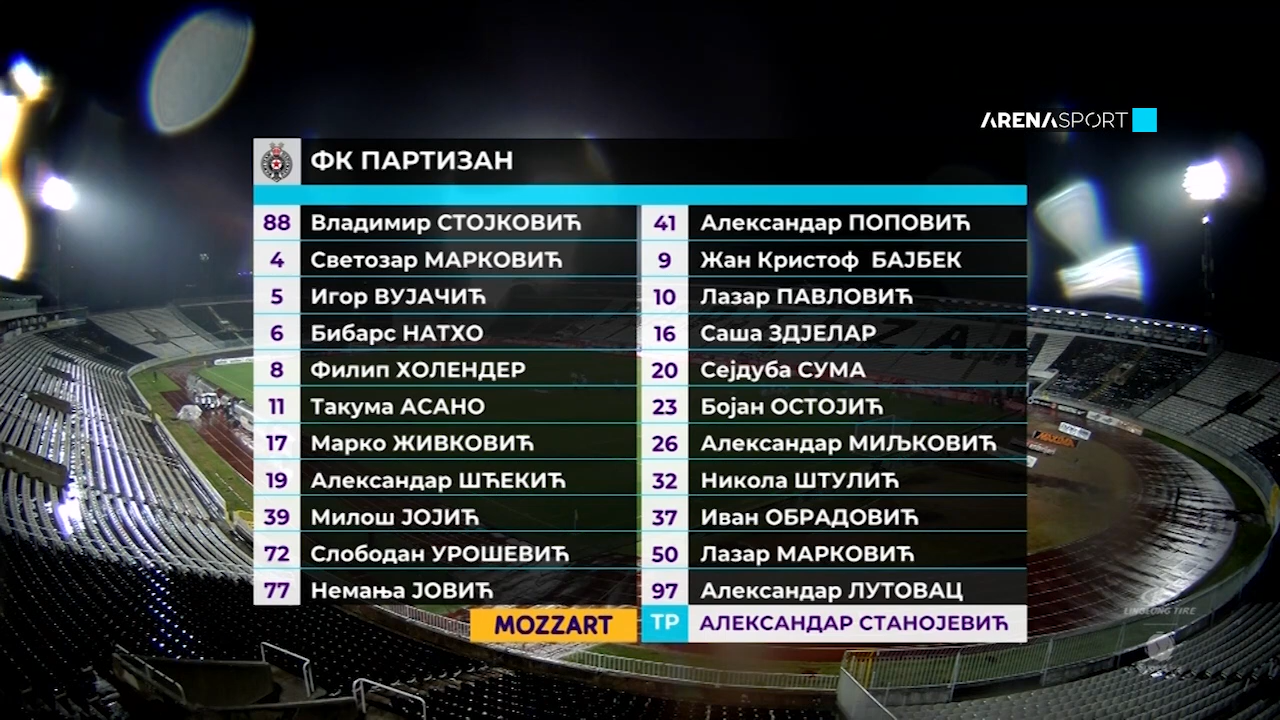 ARENASPORT
ФК ПАРТИЗАН
88 Владимир СТОЈКОВИЋ
4 Светозар МАРКОВИЋ
5 Игор ВУЈАЧИЋ
6 Бибарс НАТХО
8 Филип ХОЛЕНДЕР
11 Такума АСАНО
17 Марко ЖИВКОВИЋ
19 Александар ШЋЕКИЋ
39 Милош ЈОЈИЋ
72 Слободан УРОШЕВИЋ
77 Немања ЈОВИЋ
41 Александар ПОПОВИЋ
9 Жан Кристоф БАЈБЕК
10 Лазар ПАВЛОВИЋ
16 Саша ЗДЈЕЛАР
20 Сејдуба СУМА
23 Бојан ОСТОЈИЋ
26 Александар МИЉКОВИЋ
32 Никола ШТУЛИЋ
37 Иван ОБРАДОВИЋ
50 Лазар МАРКОВИЋ
97 Александар ЛУТОВАЦ
MOZZART
ТР АЛЕКСАНДАР СТАНОЈЕВИЋ
LINGLONG TIRE